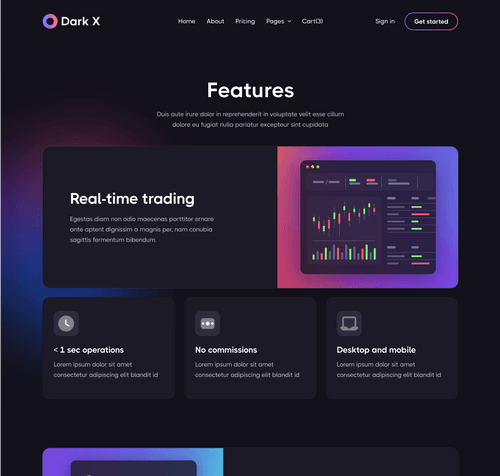 Dark X
Home About Pricing Pages Cart(3) Sign in Get started
Features
Duis aute irure dolor in reprehenderit in voluptate velit esse cillum
dolore eu fugiat nulla pariatur excepteur sint cupidata
Real-time trading
Egestas diam non odio maecenas porttitor ornare
ante aptent dignissim a magnis per, nam conubia
sagittis fermentum bibendum.
< 1 sec operations
Lorem ipsum dolor sit amet
consectetur adipiscing elit blandit id
No commissions
Lorem ipsum dolor sit amet
consectetur adipiscing elit blandit id
Desktop and mobile
Lorem ipsum dolor sit amet
consectetur adipiscing elit blandit id